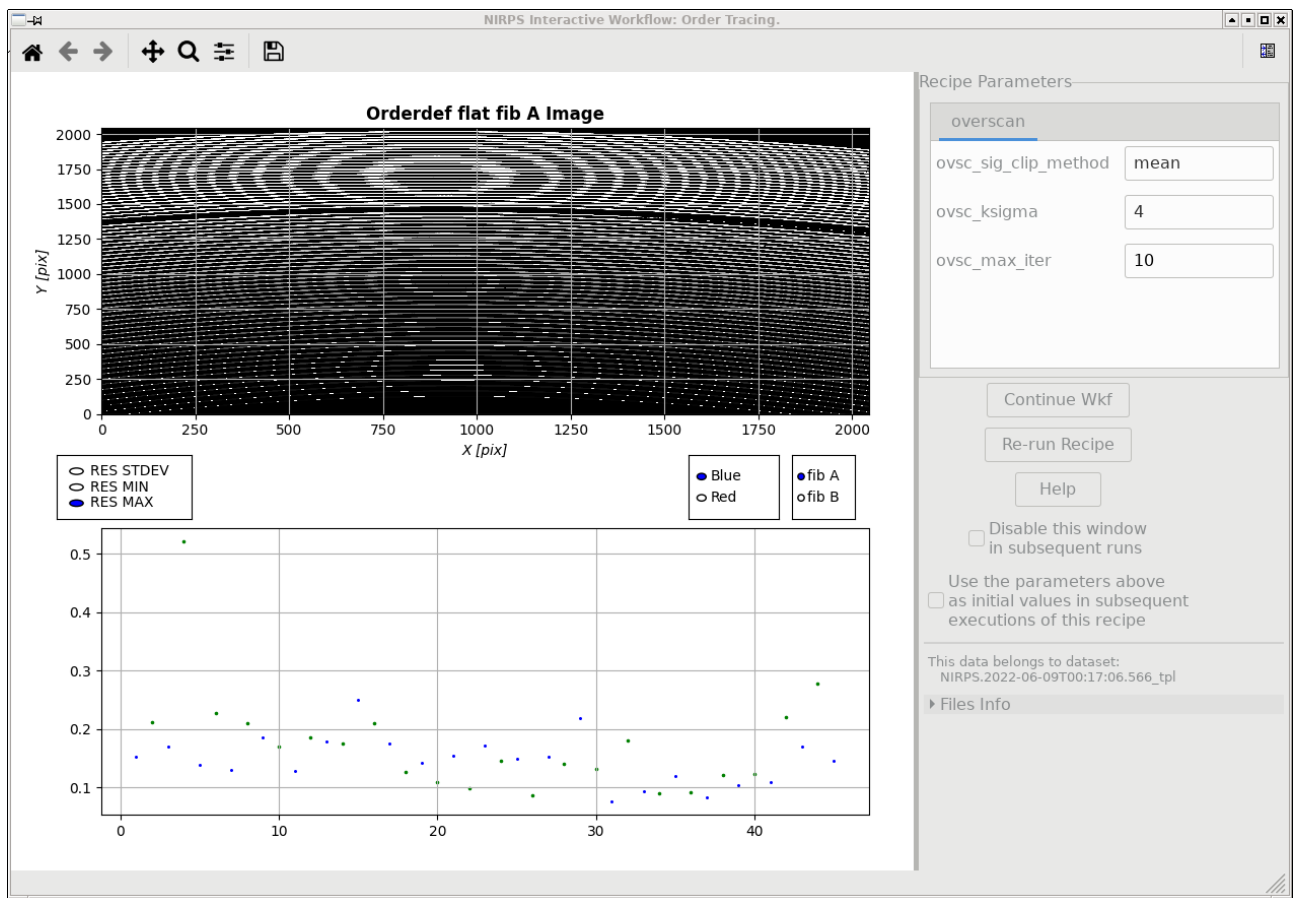 NIRPS Interactive Workflow: Order Tracing.
Orderdef flat fib A Image
2000
1750
1500
1250
1000
750
500
250
0
Y [pix]
0 250 500 750 1000 1250 1500 1750 2000
X [pix]
RES STDEV
RES MIN
RES MAX
Blue
Red
fib A
fib B
0.5
0.4
0.3
0.2
0.1
0 10 20 30 40
Recipe Parameters
overscan
ovsc_sig_clip_method mean
ovsc_ksigma 4
ovsc_max_iter 10
Continue Wkf
Re-run Recipe
Help
Disable this window
in subsequent runs
Use the parameters above
as initial values in subsequent
executions of this recipe
This data belongs to dataset:
NIRPS.2022-06-09T00:17:06.566_tpl
Files Info